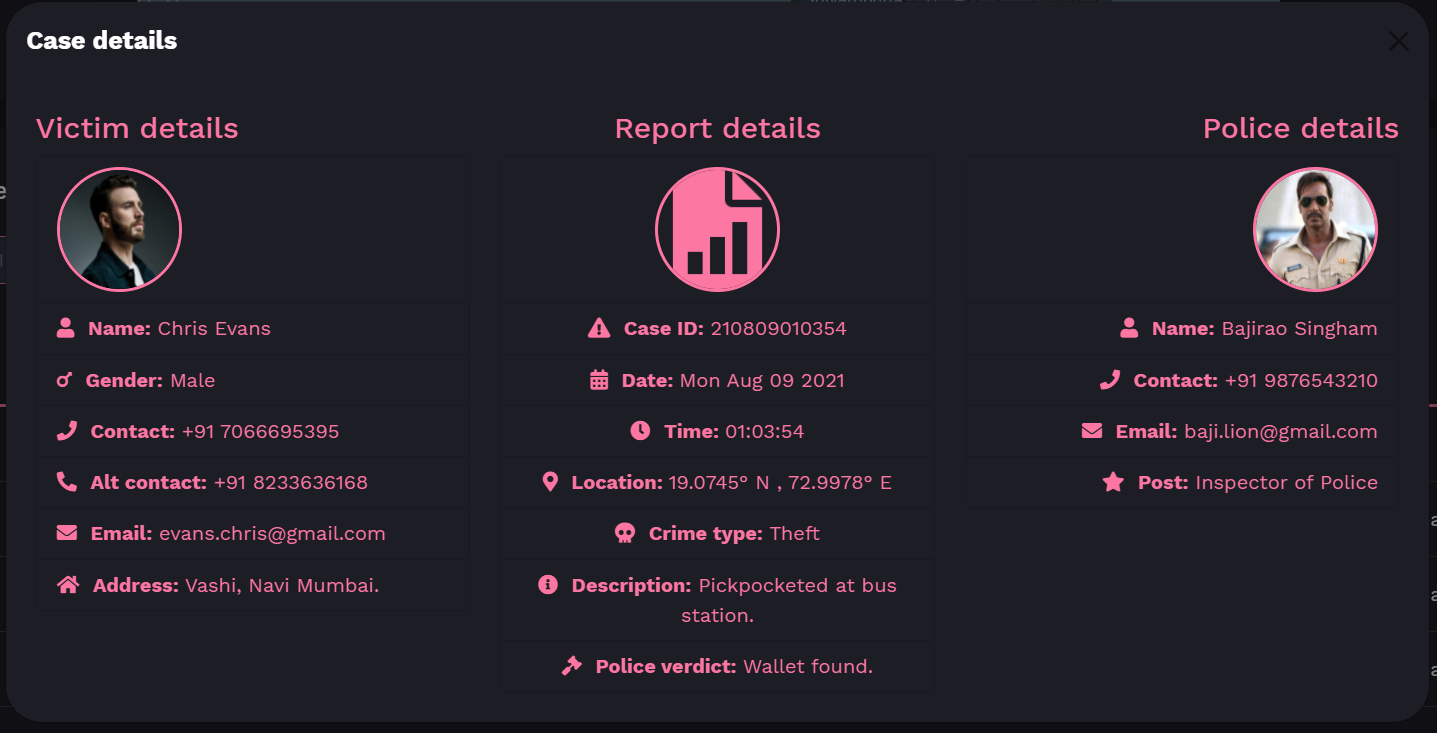 Case details
Victim details
Name: Chris Evans
Gender: Male
Contact: +91 7066695395
Alt contact: +91 8233636168
Email: evans.chris@gmail.com
Address: Vashi, Navi Mumbai.
Report details
Case ID: 210809010354
Date: Mon Aug 09 2021
Time: 01:03:54
Location: 19.0745° N , 72.9978° E
Crime type: Theft
Description: Pickpocketed at bus
station.
Police verdict: Wallet found.
Police details
Name: Bajirao Singham
Contact: +91 9876543210
Email: baji.lion@gmail.com
Post: Inspector of Police